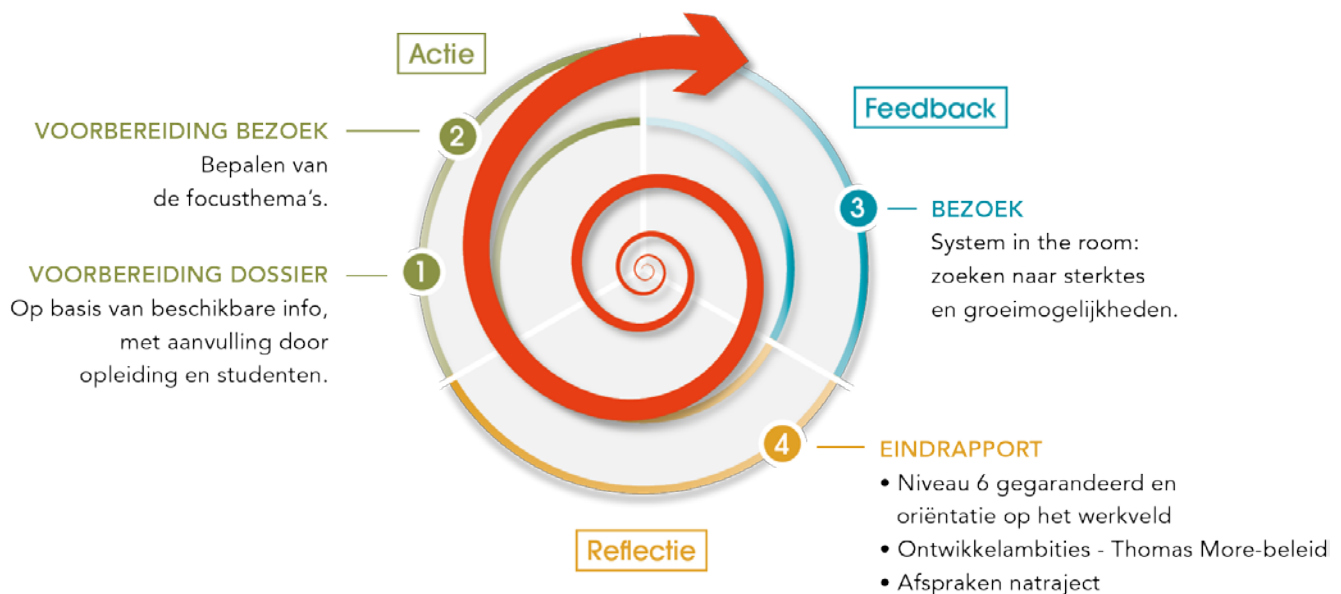 Actie
2
VOORBEREIDING BEZOEK
Bepalen van
de focusthema's.
1
VOORBEREIDING DOSSIER
Op basis van beschikbare info,
met aanvulling door
opleiding en studenten.
Feedback
3
BEZOEK
System in the room:
zoeken naar sterktes
en groeimogelijkheden.
4
EINDRAPPORT
• Niveau 6 gegarandeerd en
oriëntatie op het werkveld
• Ontwikkelambities - Thomas More-beleid
• Afspraken natraject
Reflectie